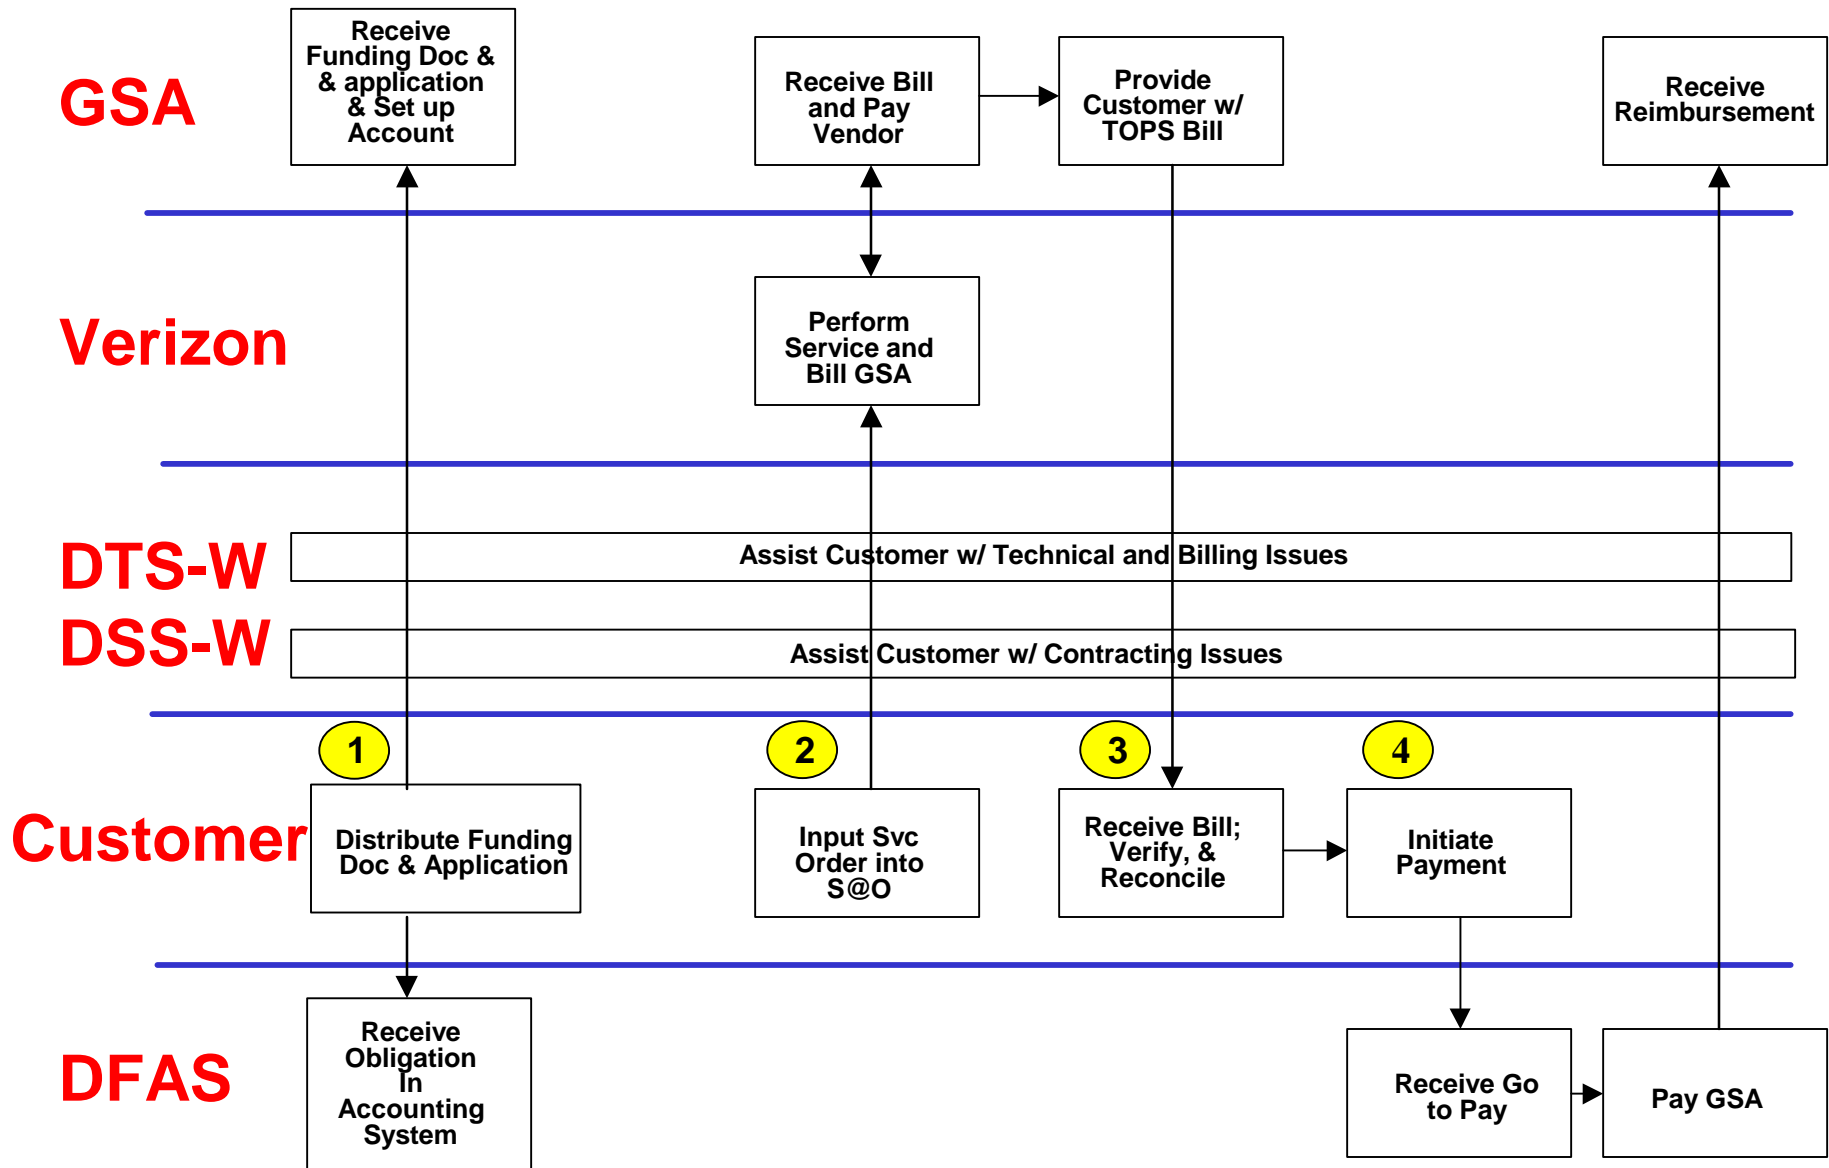 GSA
Receive
Funding Doc &
& application
& Set up
Account
Receive Bill
and Pay
Vendor
Provide
Customer w/
TOPS Bill
Receive
Reimbursement
Verizon
Perform
Service and
Bill GSA
DTS-W
Assist Customer w/ Technical and Billing Issues
DSS-W
Assist Customer w/ Contracting Issues
Customer
1
Distribute Funding
Doc & Application
2
Input Svc
Order into
S@O
3
Receive Bill;
Verify, &
Reconcile
4
Initiate
Payment
DFAS
Receive
Obligation
In
Accounting
System
Receive Go
to Pay
Pay GSA